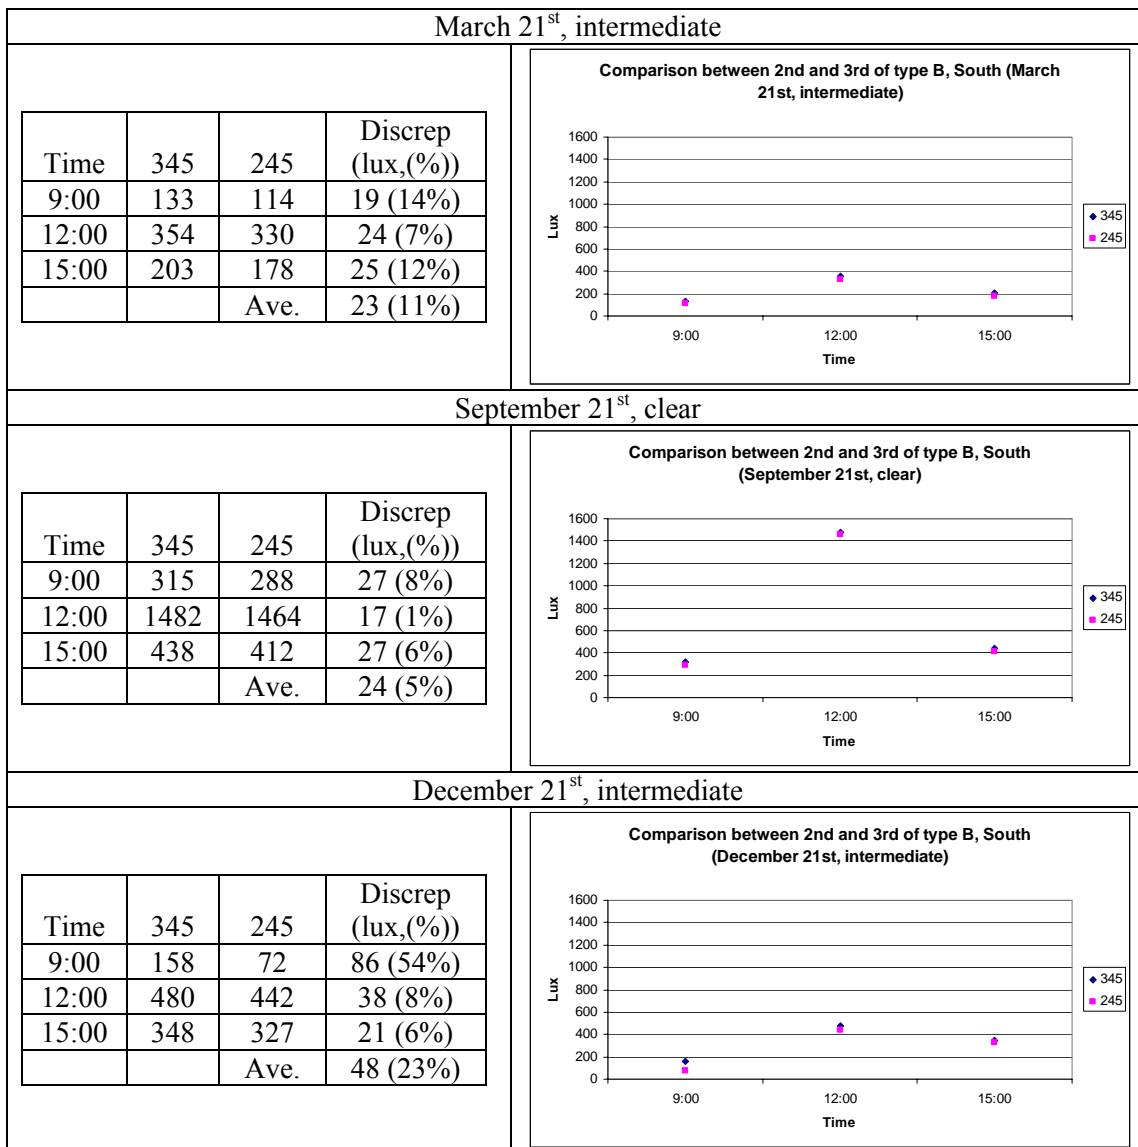 March 21st, intermediate
Time 345 245 Discrep (lux,(%))
9:00 133 114 19 (14%)
12:00 354 330 24 (7%)
15:00 203 178 25 (12%)
Ave. 23 (11%)
Comparison between 2nd and 3rd of type B, South (March
21st, intermediate)
1600
1400
1200
1000
800
600
400
200
0
Lux
9:00 12:00 15:00
Time
345
245
September 21st, clear
Time 345 245 Discrep (lux,(%))
9:00 315 288 27 (8%)
12:00 1482 1464 17 (1%)
15:00 438 412 27 (6%)
Ave. 24 (5%)
Comparison between 2nd and 3rd of type B, South
(September 21st, clear)
1600
1400
1200
1000
800
600
400
200
0
Lux
9:00 12:00 15:00
Time
345
245
December 21st, intermediate
Time 345 245 Discrep (lux,(%))
9:00 158 72 86 (54%)
12:00 480 442 38 (8%)
15:00 348 327 21 (6%)
Ave. 48 (23%)
Comparison between 2nd and 3rd of type B, South
(December 21st, intermediate)
1600
1400
1200
1000
800
600
400
200
0
Lux
9:00 12:00 15:00
Time
345
245